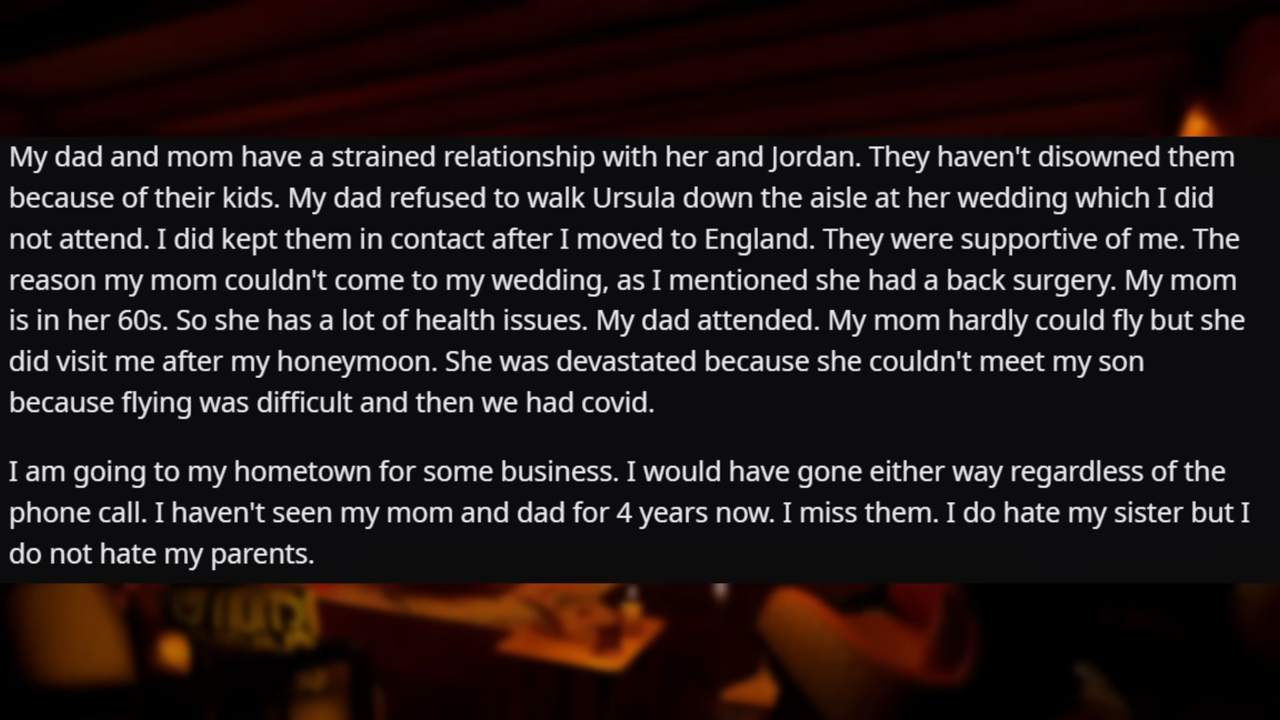 My dad and mom have a strained relationship with her and Jordan. They haven't disowned them
because of their kids. My dad refused to walk Ursula down the aisle at her wedding which I did
not attend. I did kept them in contact after I moved to England. They were supportive of me. The
reason my mom couldn't come to my wedding, as I mentioned she had a back surgery. My mom
is in her 60s. So she has a lot of health issues. My dad attended. My mom hardly could fly but she
did visit me after my honeymoon. She was devastated because she couldn't meet my son
because flying was difficult and then we had covid.
I am going to my hometown for some business. I would have gone either way regardless of the
phone call. I haven't seen my mom and dad for 4 years now. I miss them. I do hate my sister but I
do not hate my parents.